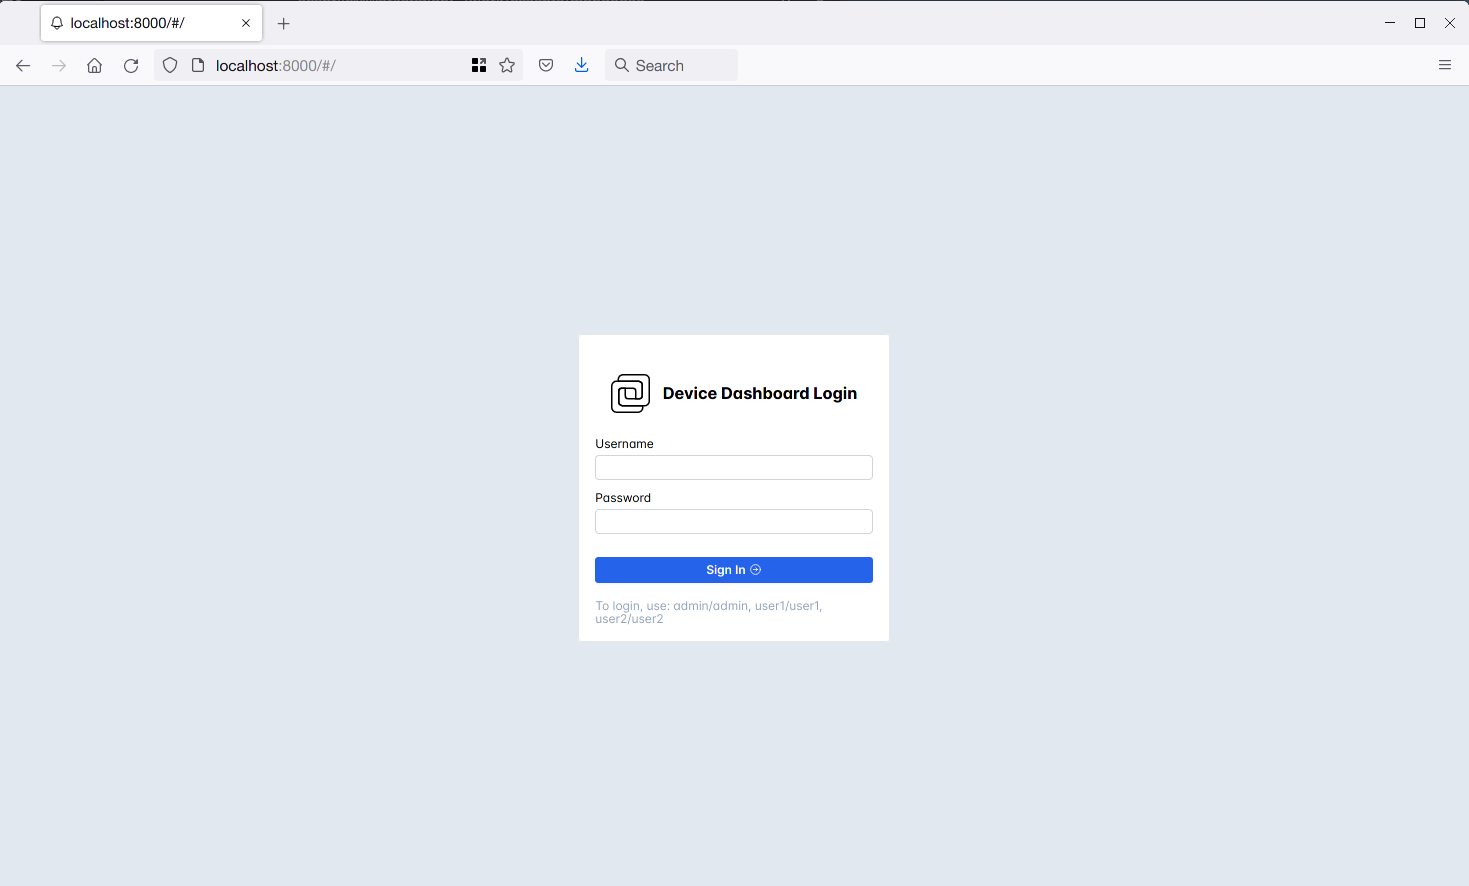 localhost:8000/#/
localhost:8000/#/
Search
Device Dashboard Login
Username
Password
Sign In
To login, use: admin/admin, user1/user1,
user2/user2